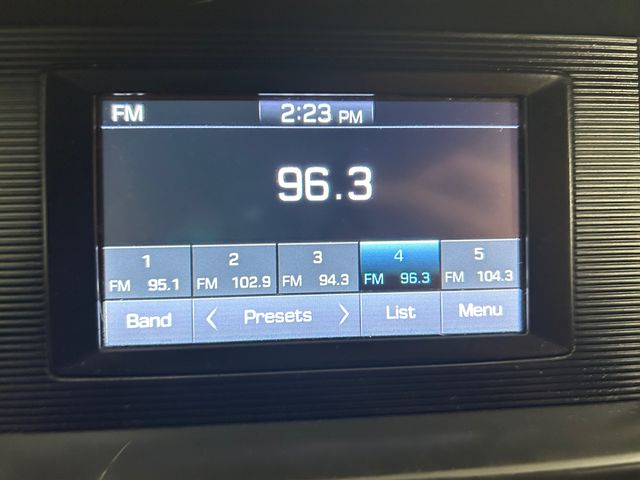 FM 2:23 PM
96.3
1 2 3 4 5
FM 95.1 FM 102.9 FM 94.3 FM 96.3 FM 104.3
Band < Presets > List Menu